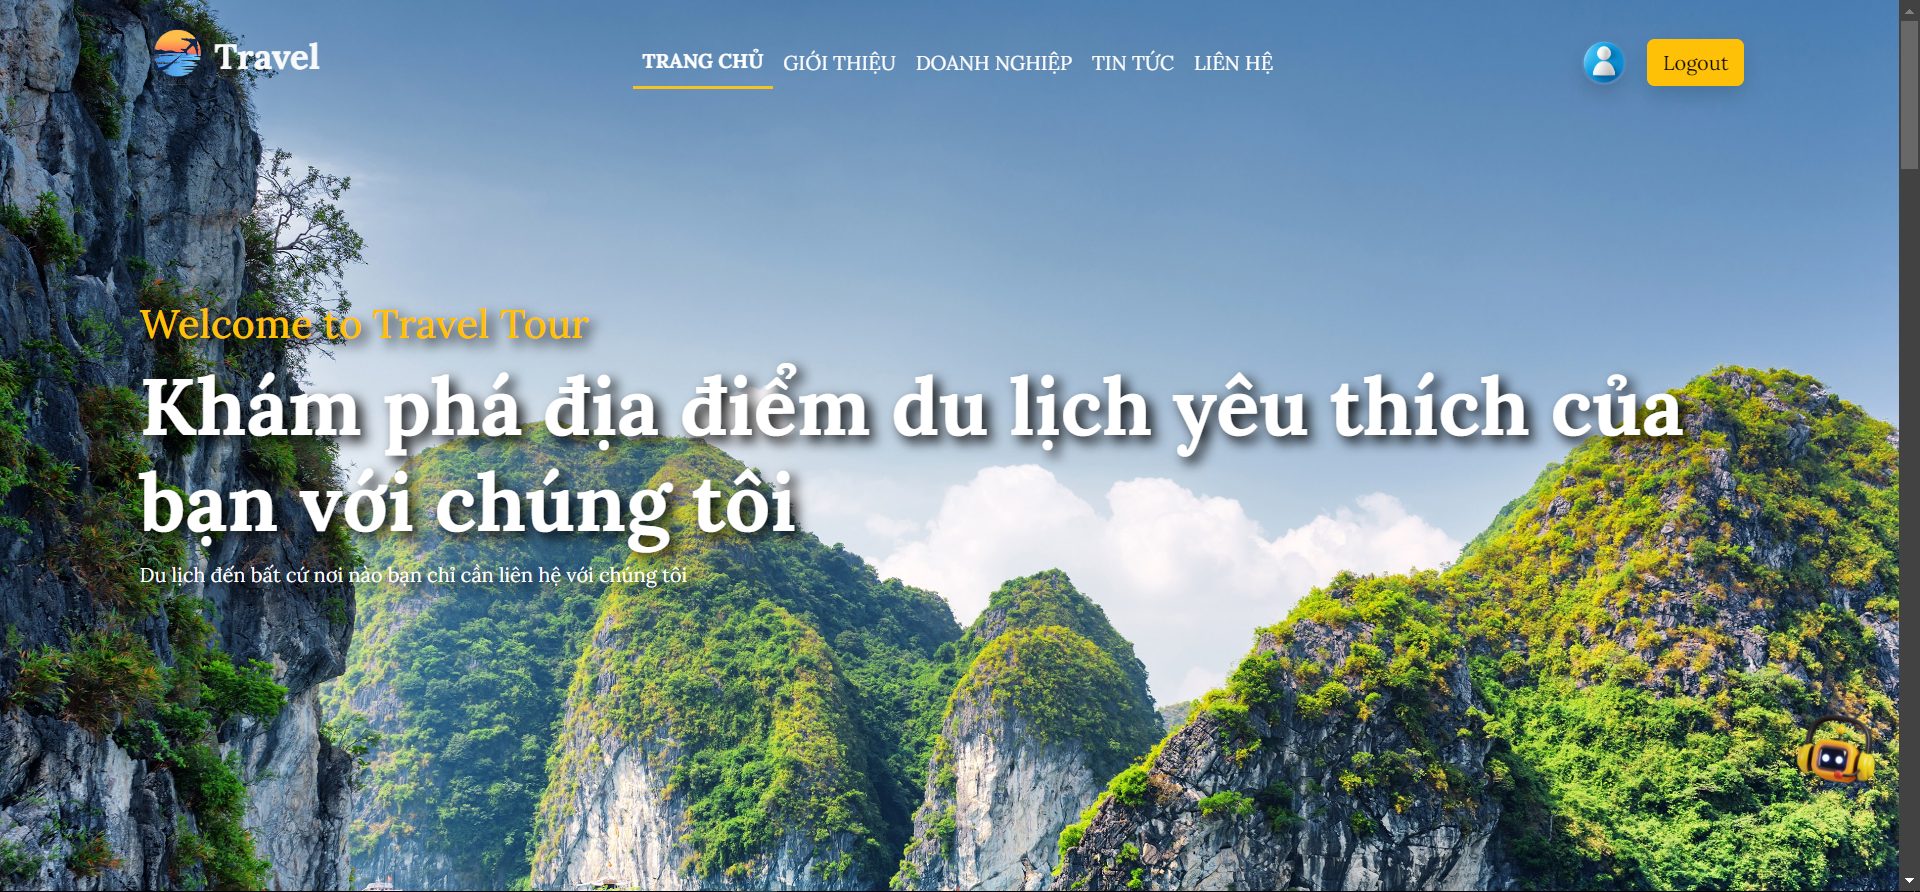 Travel
TRANG CHỦ GIỚI THIỆU DOANH NGHIỆP TIN TỨC LIÊN HỆ
Logout
Welcome to Travel Tour
Khám phá địa điểm du lịch yêu thích của
bạn với chúng tôi
Du lịch đến bất cứ nơi nào bạn chỉ cần liên hệ với chúng tôi